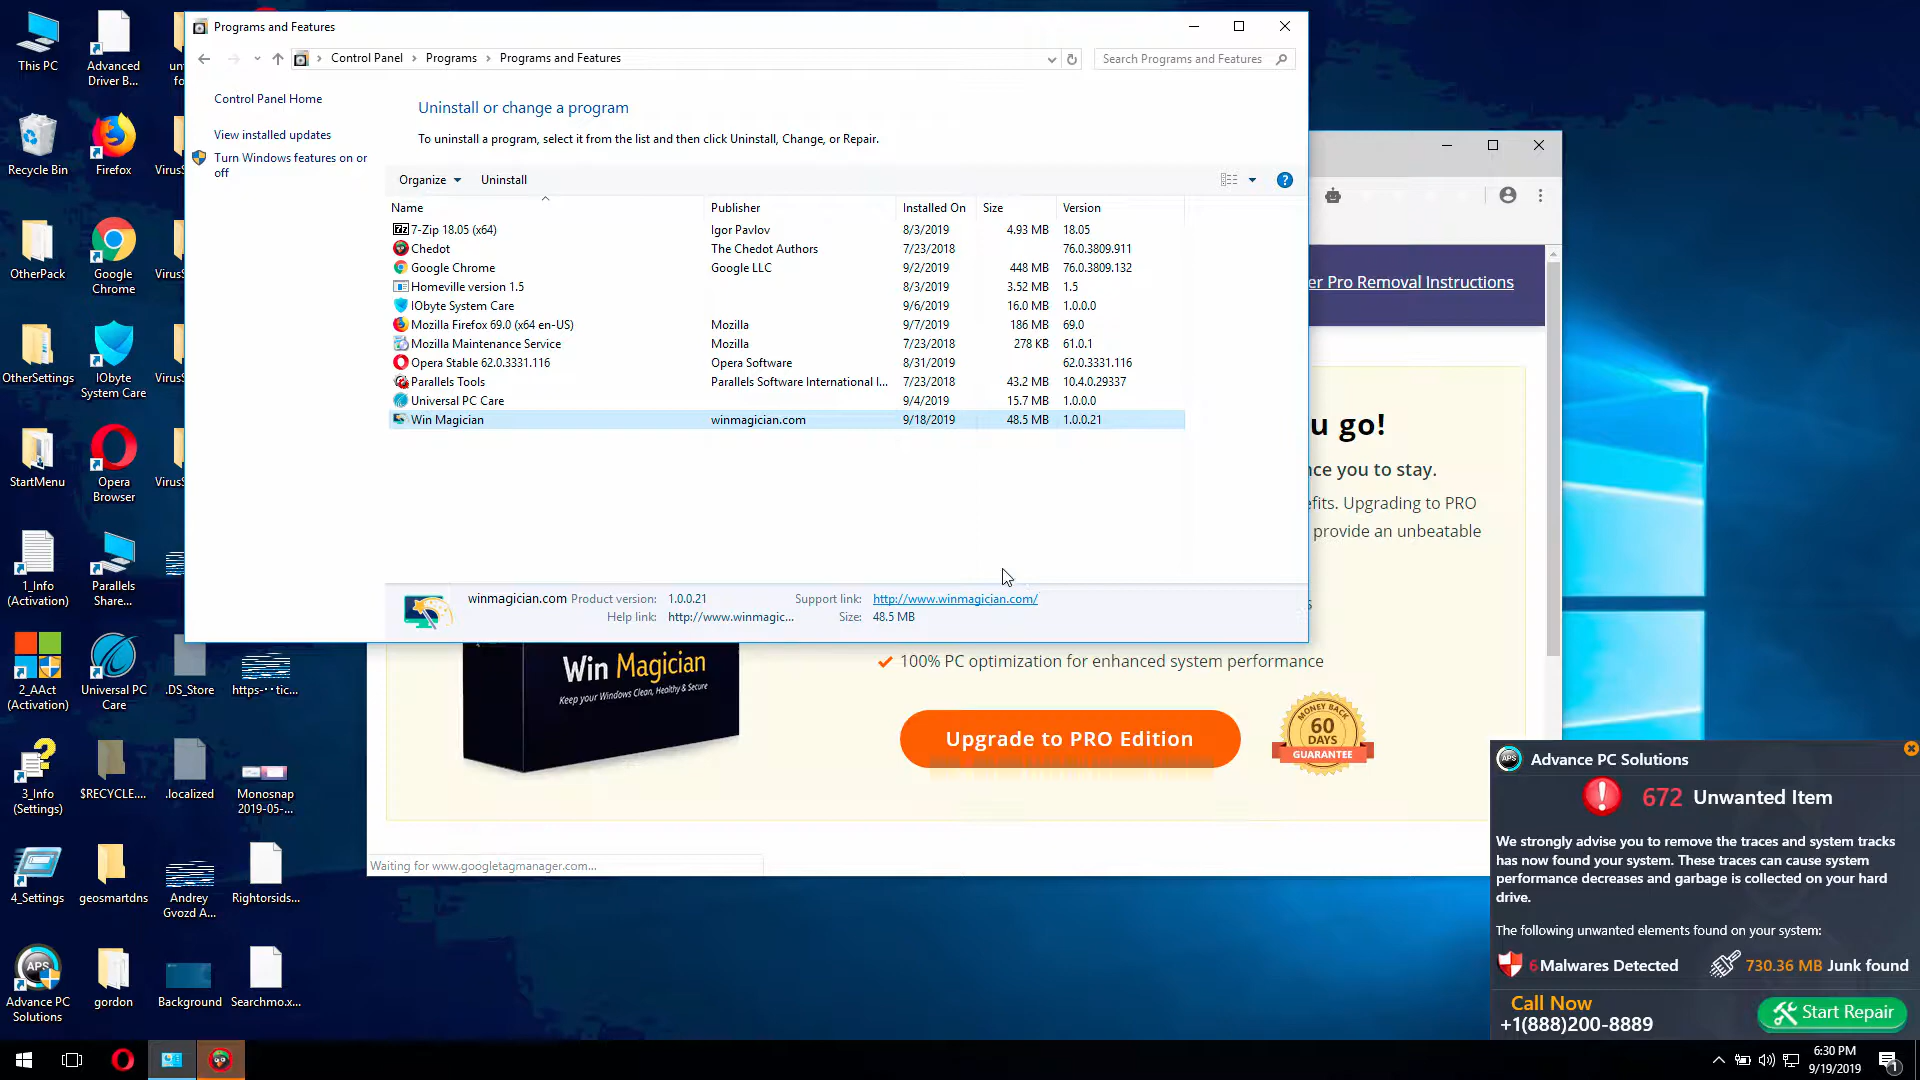 This PC
Advanced
Driver B...
Recycle Bin
Firefox
OtherPack
Google
Chrome
OtherSettings
IObyte
System Care
StartMenu
Opera
Browser
1_Info
(Activation)
Parallels
Share...
2_AAct
(Activation)
Universal PC
Care
.DS_Store
https-··tic...
3_Info
(Settings)
$RECYCLE....
.localized
Monosnap
2019-05-...
4_Settings
geosmartdns
Andrey
Gvozd A...
Rightorsids...
Advance PC
Solutions
gordon
Background
Searchmo.x...
Programs and Features
Control Panel
Programs
Programs and Features
Search Programs and Features
Control Panel Home
View installed updates
Turn Windows features on or
off
Uninstall or change a program
To uninstall a program, select it from the list and then click Uninstall, Change, or Repair.
Organize
Uninstall
Name Publisher Installed On Size Version
7-Zip 18.05 (x64) Igor Pavlov 8/3/2019 4.93 MB 18.05
Chedot The Chedot Authors 7/23/2018 76.0.3809.911
Google Chrome Google LLC 9/2/2019 448 MB 76.0.3809.132
Homeville version 1.5 8/3/2019 3.52 MB 1.5
IObyte System Care 9/6/2019 16.0 MB 1.0.0.0
Mozilla Firefox 69.0 (x64 en-US) Mozilla 9/7/2019 186 MB 69.0
Mozilla Maintenance Service Mozilla 7/23/2018 278 KB 61.0.1
Opera Stable 62.0.3331.116 Opera Software 8/31/2019 62.0.3331.116
Parallels Tools Parallels Software International I... 7/23/2018 43.2 MB 10.4.0.29337
Universal PC Care 9/4/2019 15.7 MB 1.0.0.0
Win Magician winmagician.com 9/18/2019 48.5 MB 1.0.0.21
winmagician.com Product version: 1.0.0.21 Support link: http://www.winmagician.com/
Help link: http://www.winmagic... Size: 48.5 MB
er Pro Removal Instructions
u go!
nce you to stay.
efits. Upgrading to PRO
provide an unbeatable
s
Win Magician
Keep your Windows Clean, Healthy & Secure
100% PC optimization for enhanced system performance
Upgrade to PRO Edition
MONEY BACK
60
DAYS
GUARANTEE
Waiting for www.googletagmanager.com...
APS Advance PC Solutions
672 Unwanted Item
We strongly advise you to remove the traces and system tracks
has now found your system. These traces can cause system
performance decreases and garbage is collected on your hard
drive.
The following unwanted elements found on your system:
6 Malwares Detected
730.36 MB Junk found
Call Now
+1(888)200-8889
Start Repair
6:30 PM
9/19/2019
1